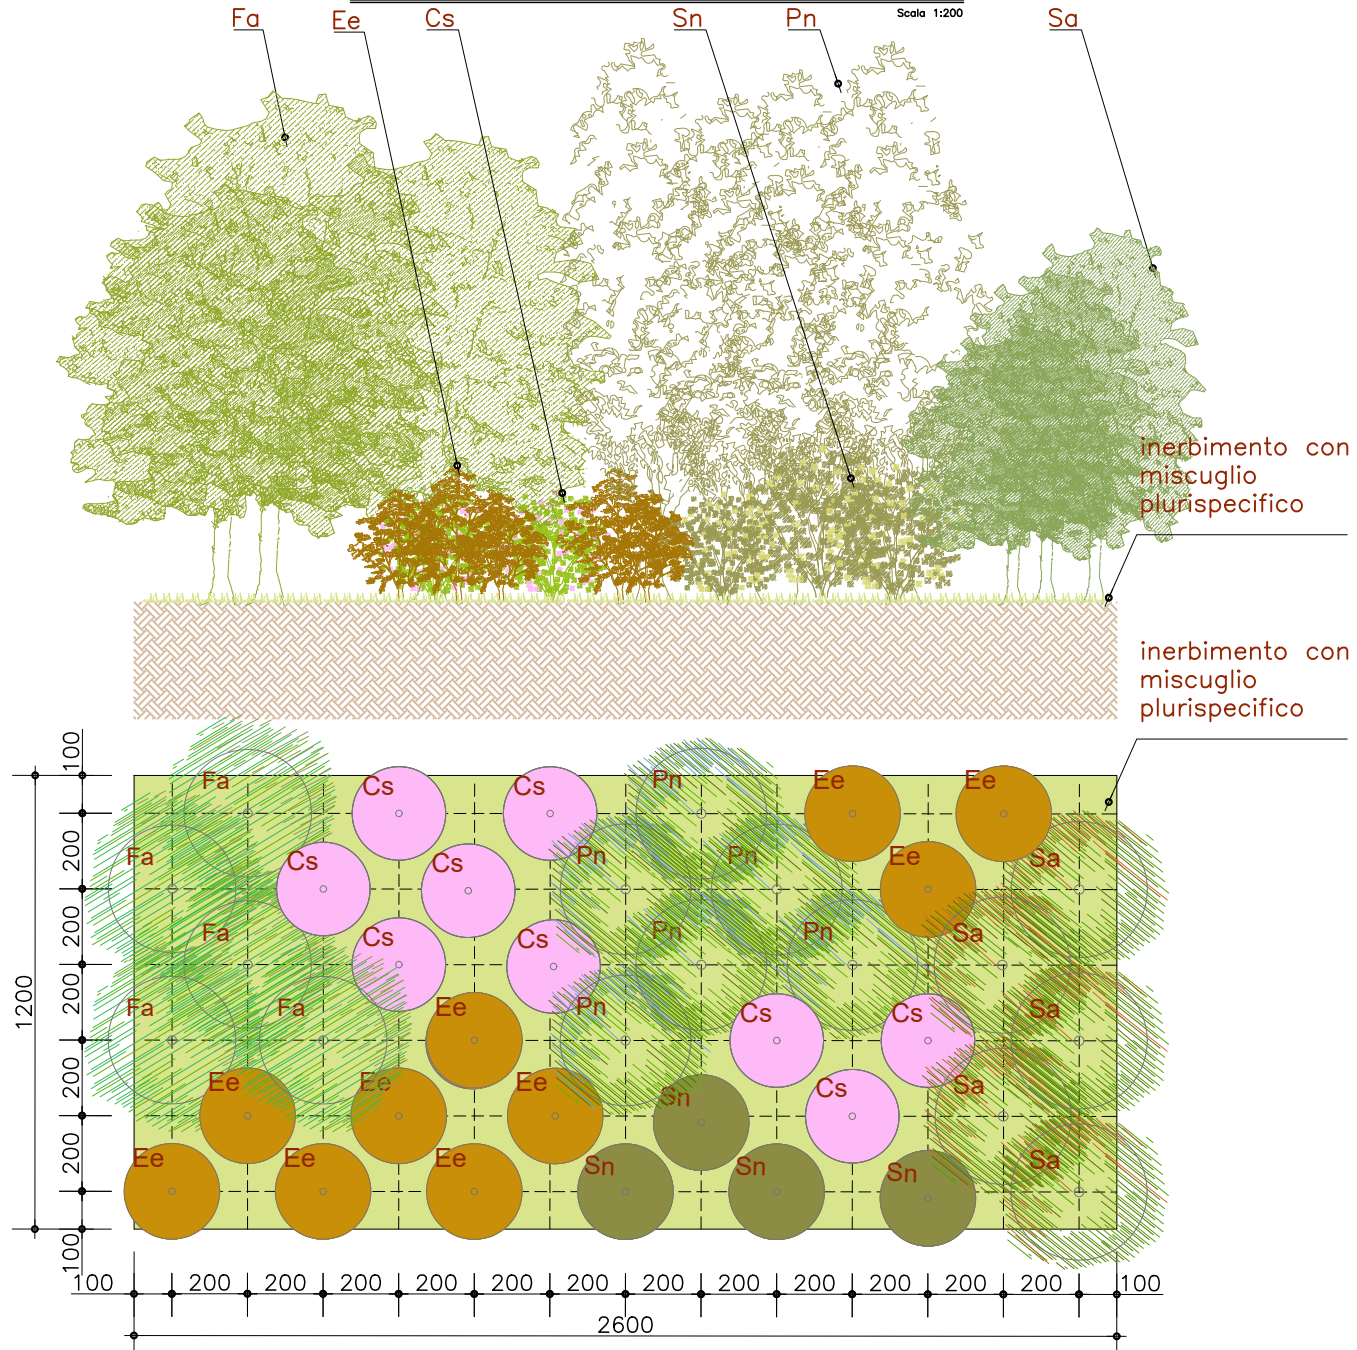 Scala 1:200
Fa Ee Cs Sn Pn Sa
inerbimento con
miscuglio
plurispecifico
inerbimento con
miscuglio
plurispecifico
100
200
200
200
200
200
100
1200
Fa Cs Cs Pn Ee Ee
Fa Cs Cs Pn Pn Ee Sa
Fa Cs Cs Pn Pn Sa
Fa Fa Ee Pn Cs Cs Sa
Ee Ee Ee Sn Cs Sa
Ee Ee Ee Sn Sn Sn Sa
100 200 200 200 200 200 200 200 200 200 200 200 200 100
2600